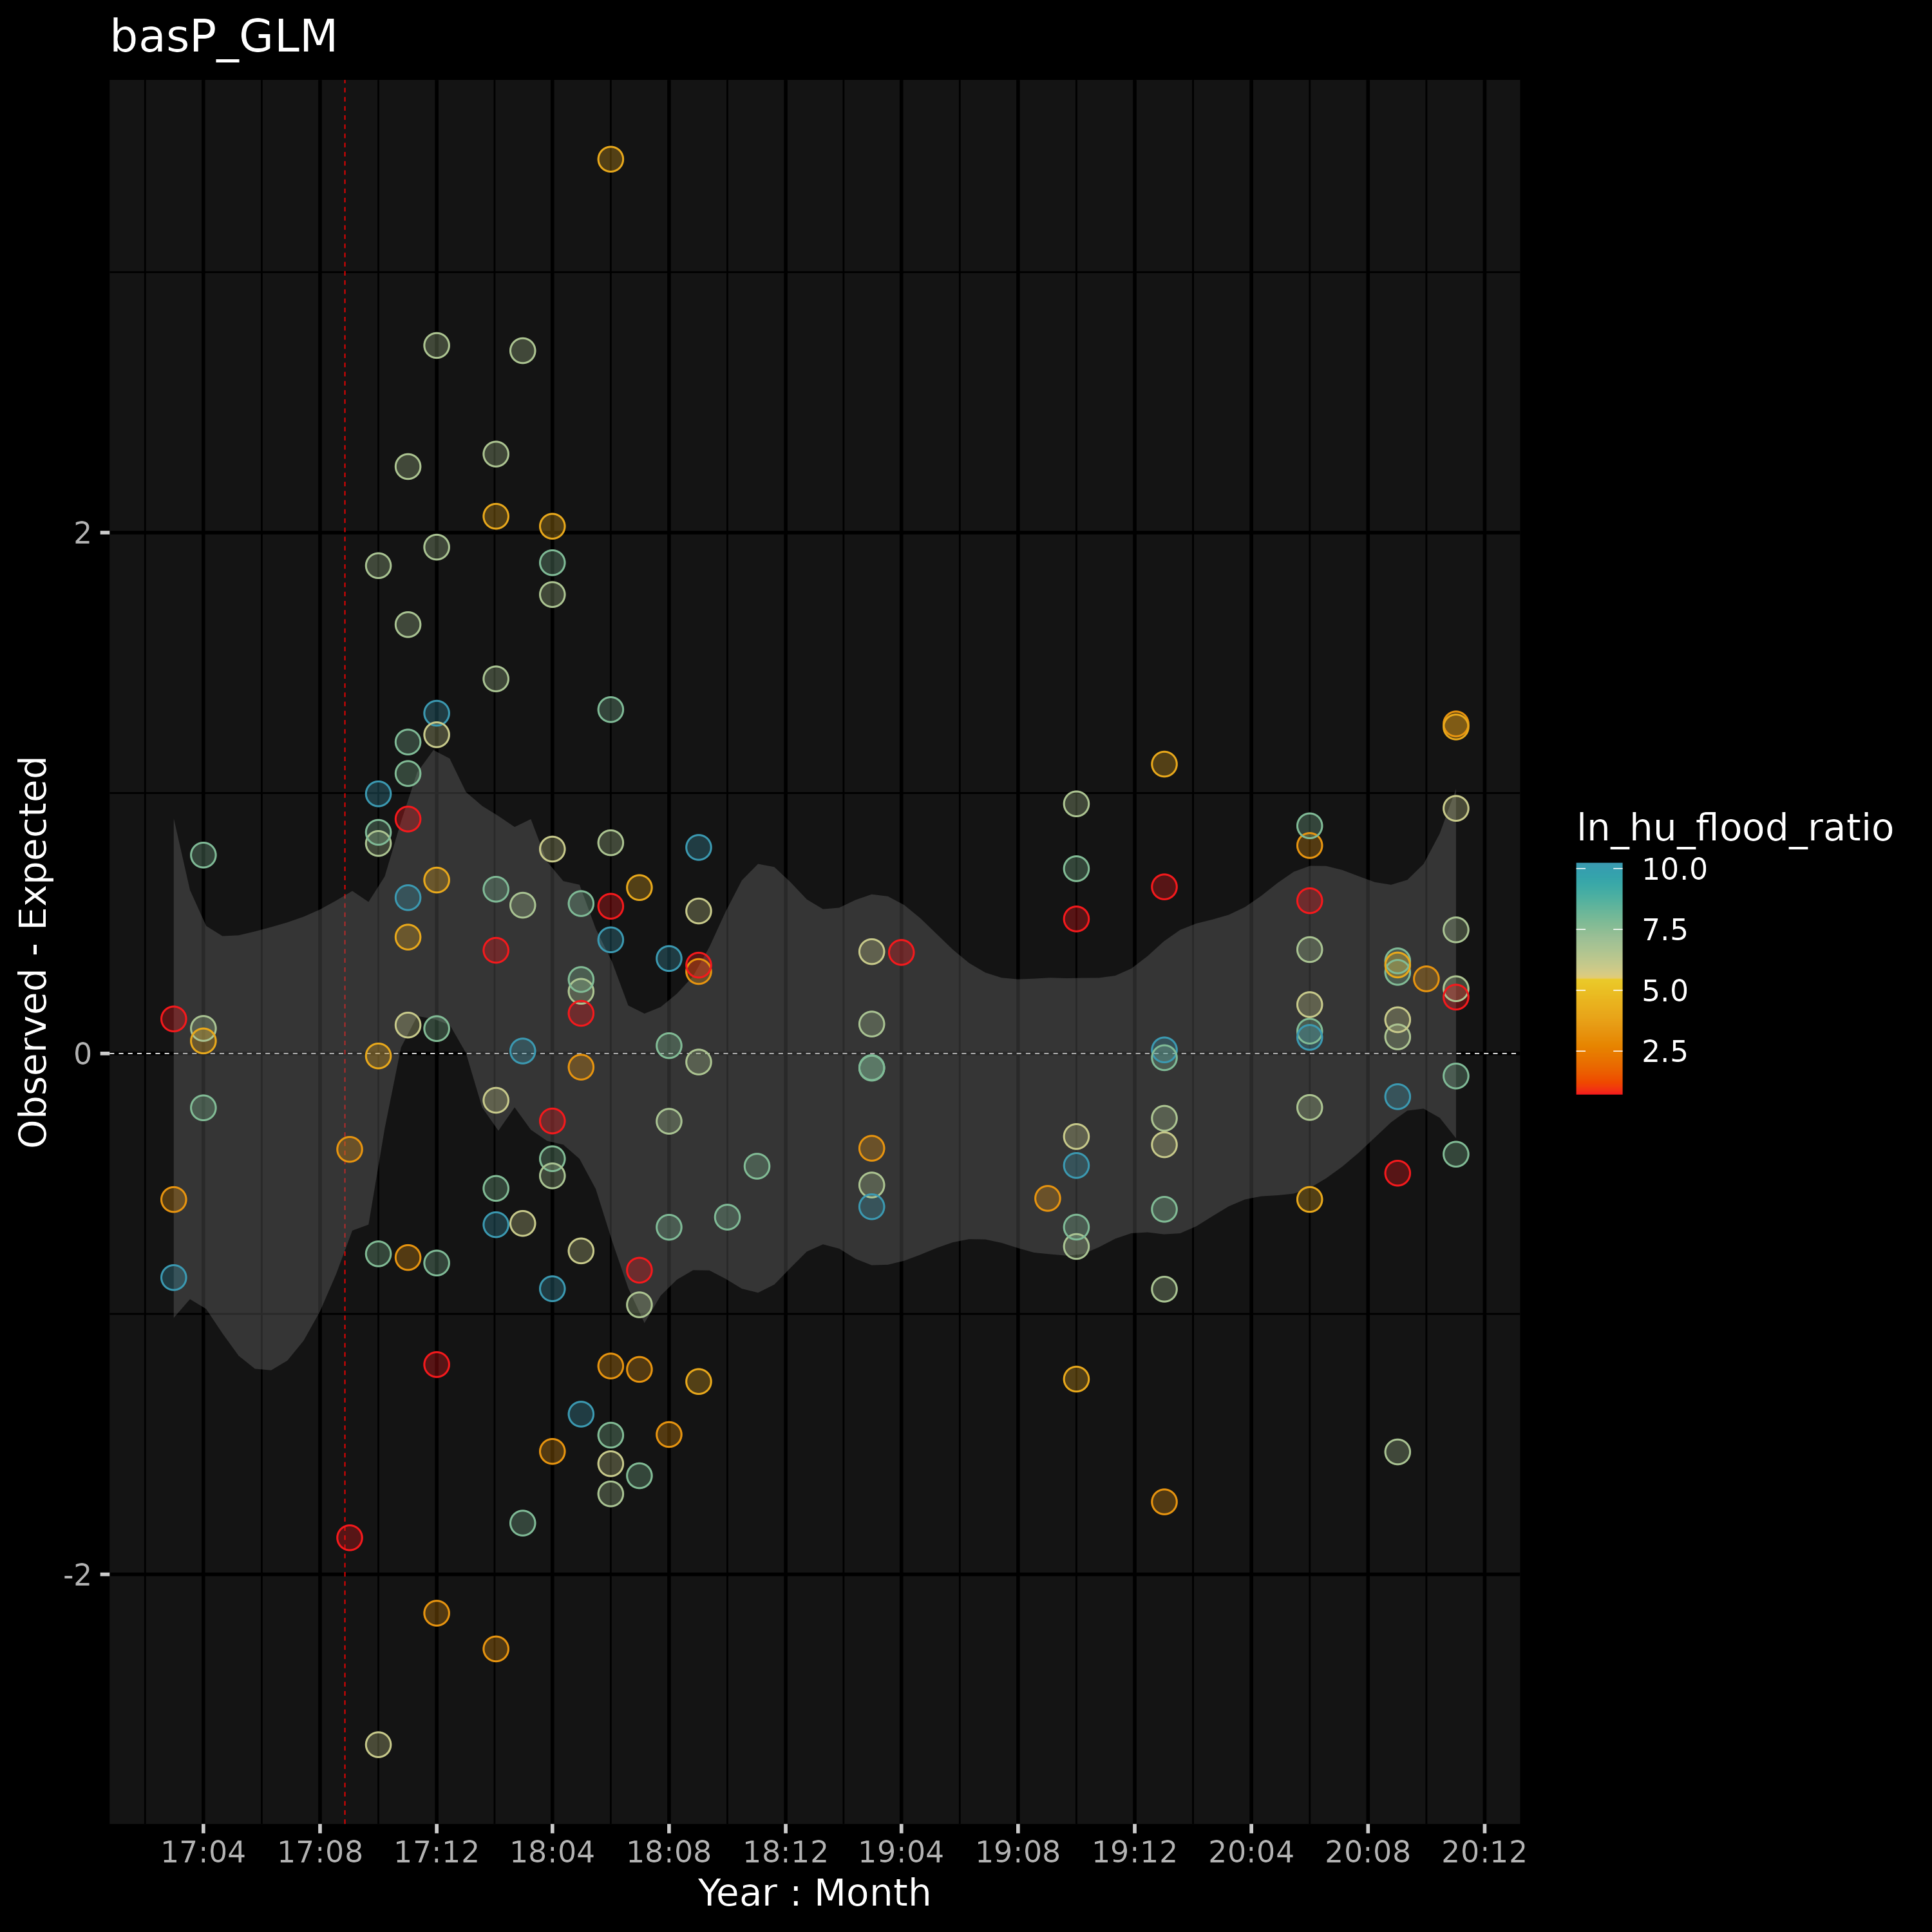 basP_GLM
Observed - Expected
2
0
-2
17:04 17:08 17:12 18:04 18:08 18:12 19:04 19:08 19:12 20:04 20:08 20:12
Year : Month
ln_hu_flood_ratio
10.0
7.5
5.0
2.5